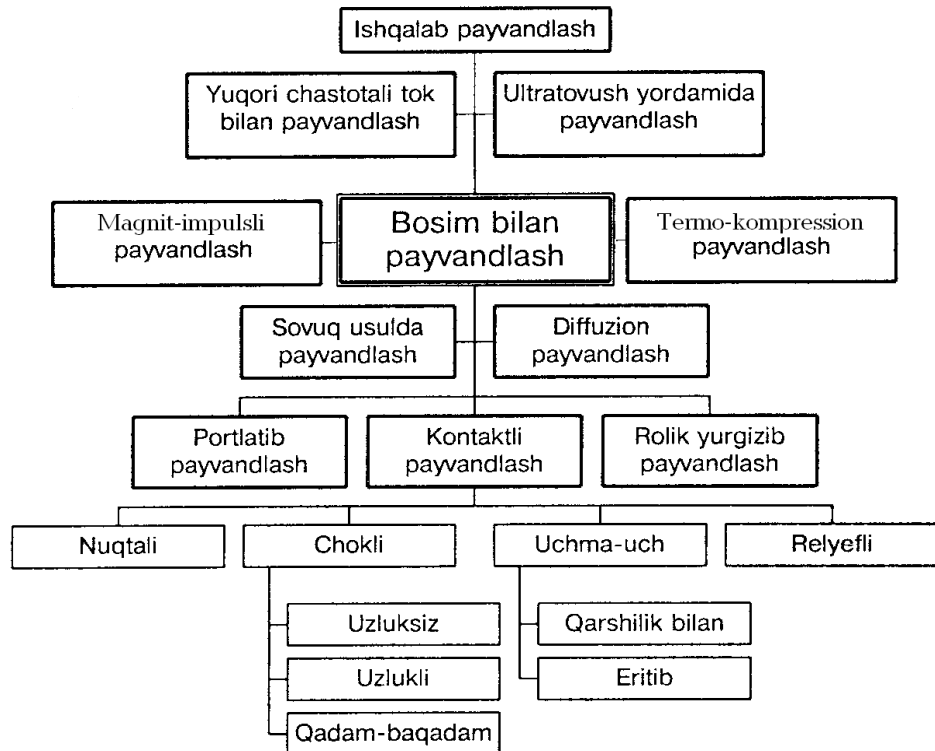 Ishqalab payvandlash
Yuqori chastotali tok
bilan payvandlash
Ultratovush yordamida
payvandlash
Magnit-impulsli
payvandlash
Bosim bilan
payvandlash
Termo-kompression
payvandlash
Sovuq usulda
payvandlash
Diffuzion
payvandlash
Portlatib
payvandlash
Kontaktli
payvandlash
Rolik yurgizib
payvandlash
Nuqtali
Chokli
Uchma-uch
Relyefli
Uzluksiz
Uzlukli
Qadam-baqadam
Qarshilik bilan
Eritib